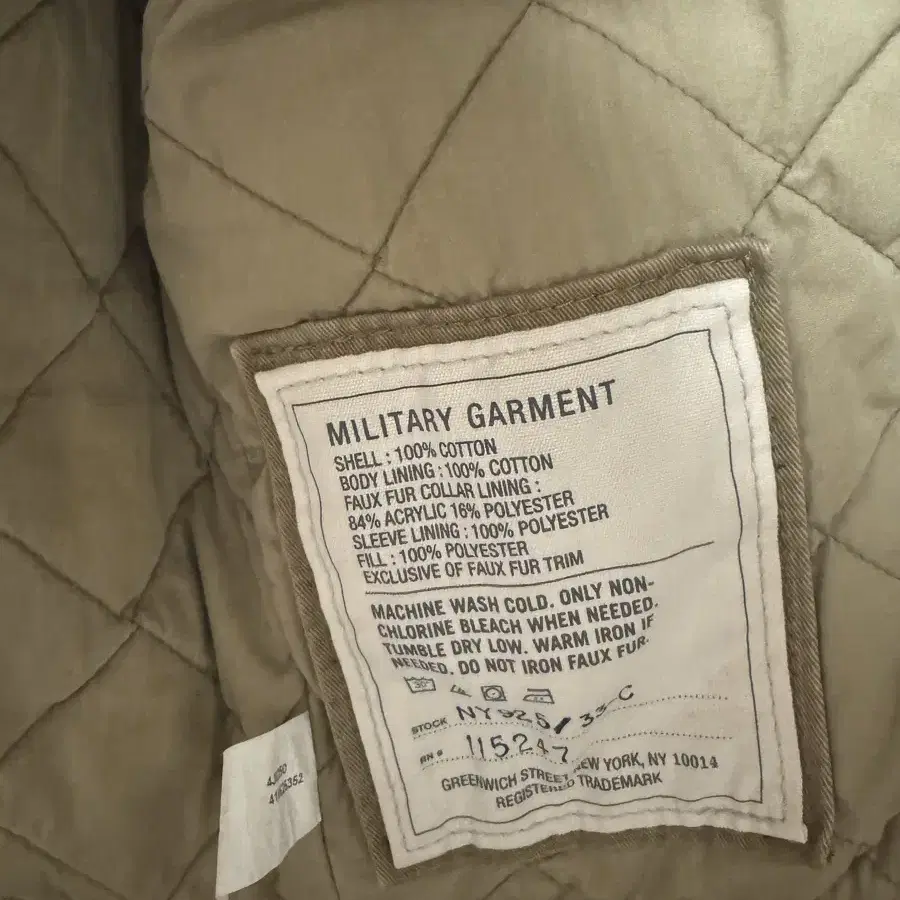 MILITARY GARMENT
SHELL : 100% COTTON
BODY LINING : 100% COTTON
FAUX FUR COLLAR LINING :
84% ACRYLIC 16% POLYESTER
SLEEVE LINING : 100% POLYESTER
FILL : 100% POLYESTER
EXCLUSIVE OF FAUX FUR TRIM
MACHINE WASH COLD. ONLY NON-
CHLORINE BLEACH WHEN NEEDED.
TUMBLE DRY LOW. WARM IRON IF
NEEDED. DO NOT IRON FAUX FUR.
30°
STOCK NY925/ 33-C
RN # 115247
GREENWICH STREET, NEW YORK, NY 10014
REGISTERED TRADEMARK